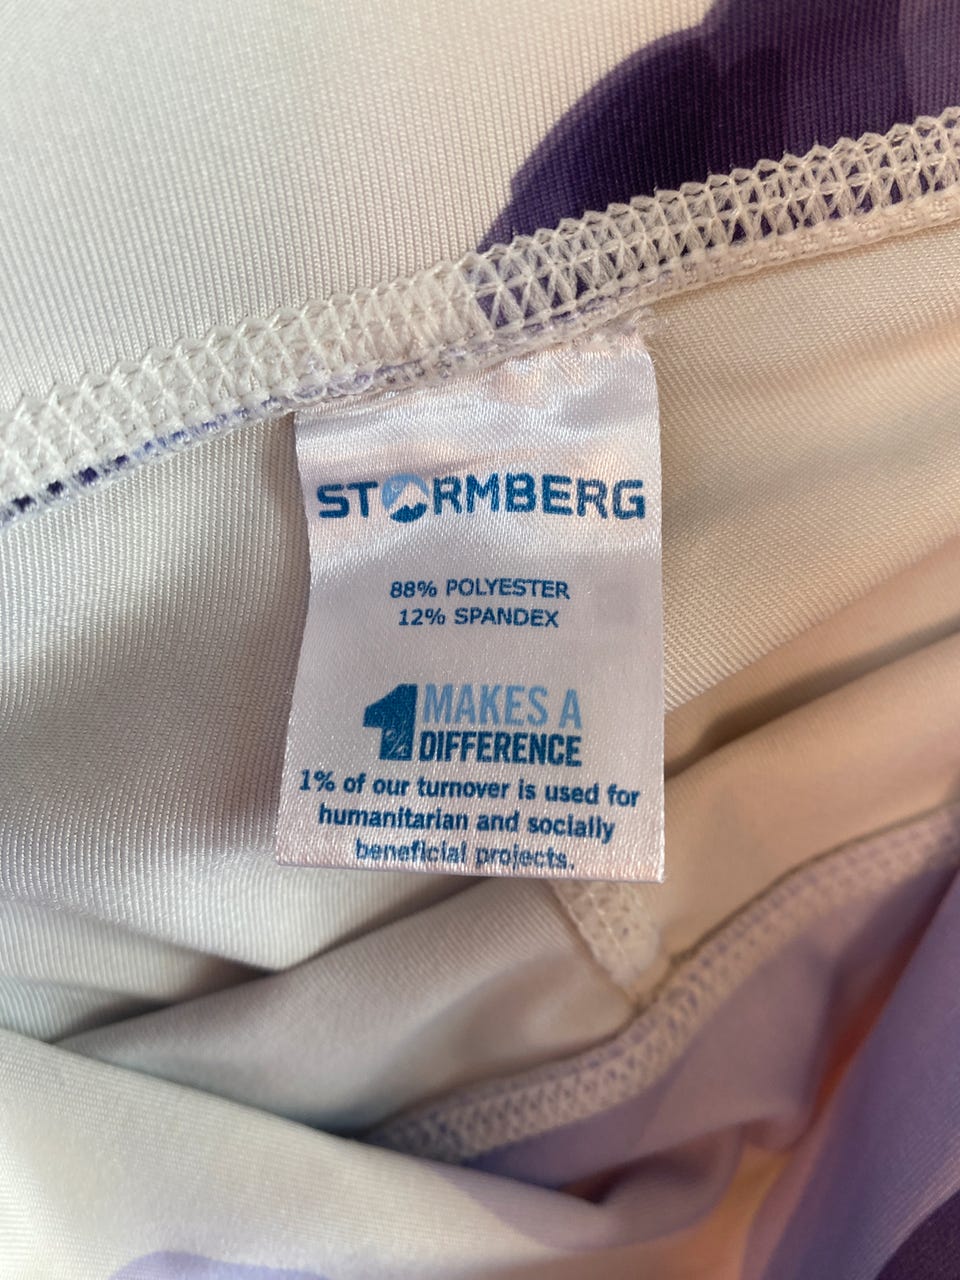 STORMBERG
88% POLYESTER
12% SPANDEX
1 MAKES A
DIFFERENCE
1% of our turnover is used for
humanitarian and socially
beneficial projects.